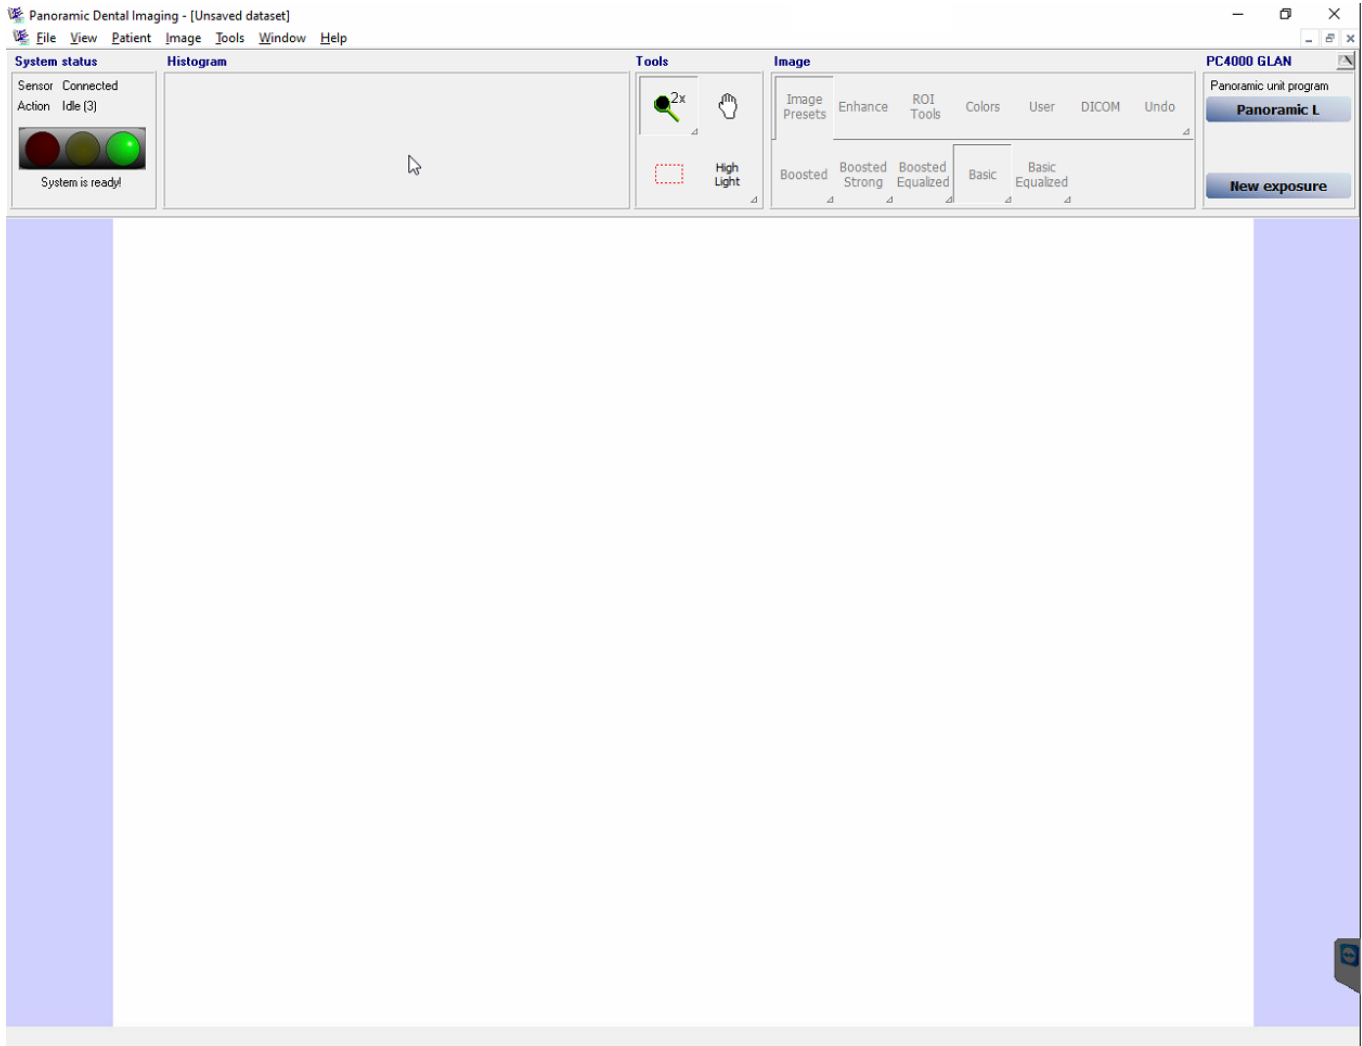 Panoramic Dental Imaging - [Unsaved dataset]
File View Patient Image Tools Window Help
System status
Sensor Connected
Action Idle (3)
System is ready!
Histogram
Tools
2x
High
Light
Image
Image
Presets
Enhance
ROI
Tools
Colors
User
DICOM
Undo
Boosted
Boosted
Strong
Boosted
Equalized
Basic
Basic
Equalized
PC4000 GLAN
Panoramic unit program
Panoramic L
New exposure